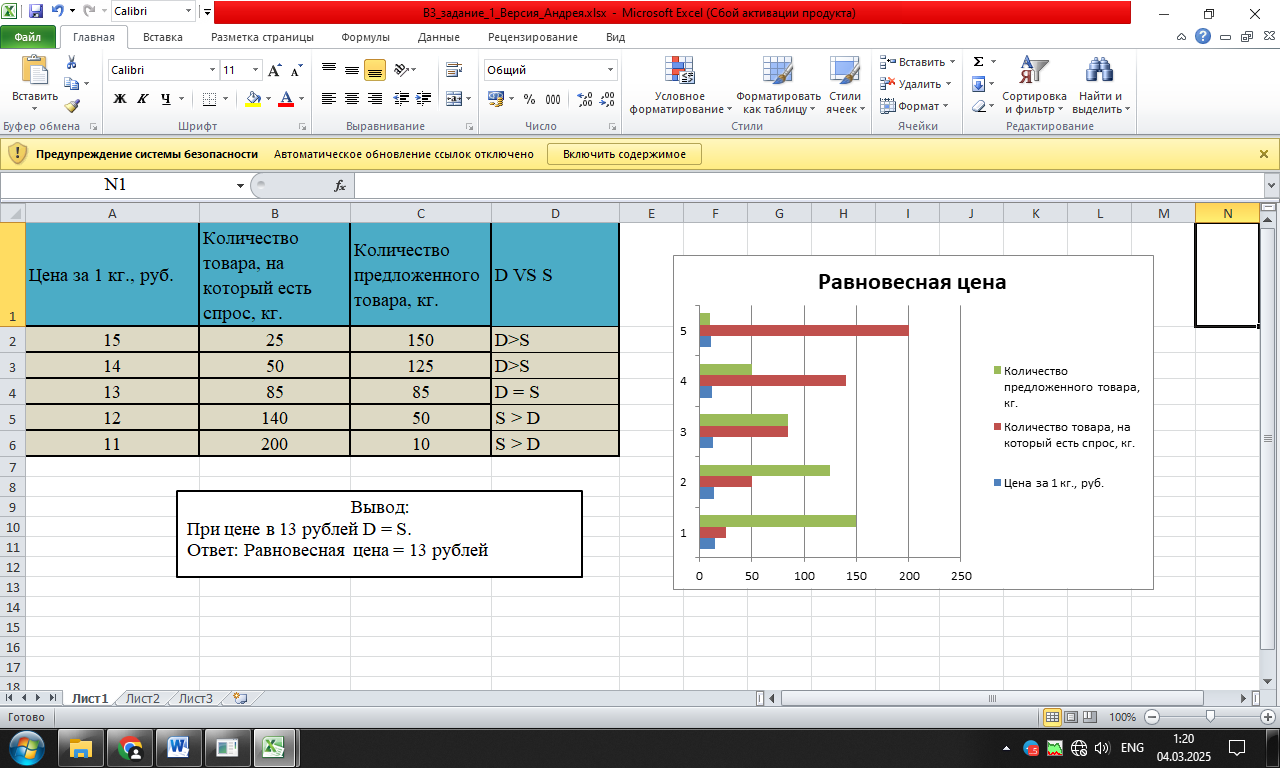 Calibri
B3_задание_1_Версия_Андрея.xlsx - Microsoft Excel (Сбой активации продукта)
Файл Главная Вставка Разметка страницы Формулы Данные Рецензирование Вид
Вставить
Calibri 11
Ж К Ч
Общий
% 000
Условное форматирование
Форматировать как таблицу
Стили ячеек
Вставить
Удалить
Формат
Сортировка и фильтр
Найти и выделить
Буфер обмена Шрифт Выравнивание Число Стили Ячейки Редактирование
Предупреждение системы безопасности Автоматическое обновление ссылок отключено Включить содержимое
N1 fx
A B C D E F G H I J K L M N
1
Цена за 1 кг., руб.
Количество
товара, на
который есть
спрос, кг.
Количество
предложенного
товара, кг.
D VS S
2 15 25 150 D>S
3 14 50 125 D>S
4 13 85 85 D = S
5 12 140 50 S > D
6 11 200 10 S > D
7
8
9
10
11
12
13
14
15
16
17
18
Вывод:
При цене в 13 рублей D = S.
Ответ: Равновесная цена = 13 рублей
Равновесная цена
5
4
3
2
1
0 50 100 150 200 250
Количество
предложенного товара,
кг.
Количество товара, на
который есть спрос, кг.
Цена за 1 кг., руб.
Лист1 Лист2 Лист3
Готово 100%
ENG
1:20
04.03.2025